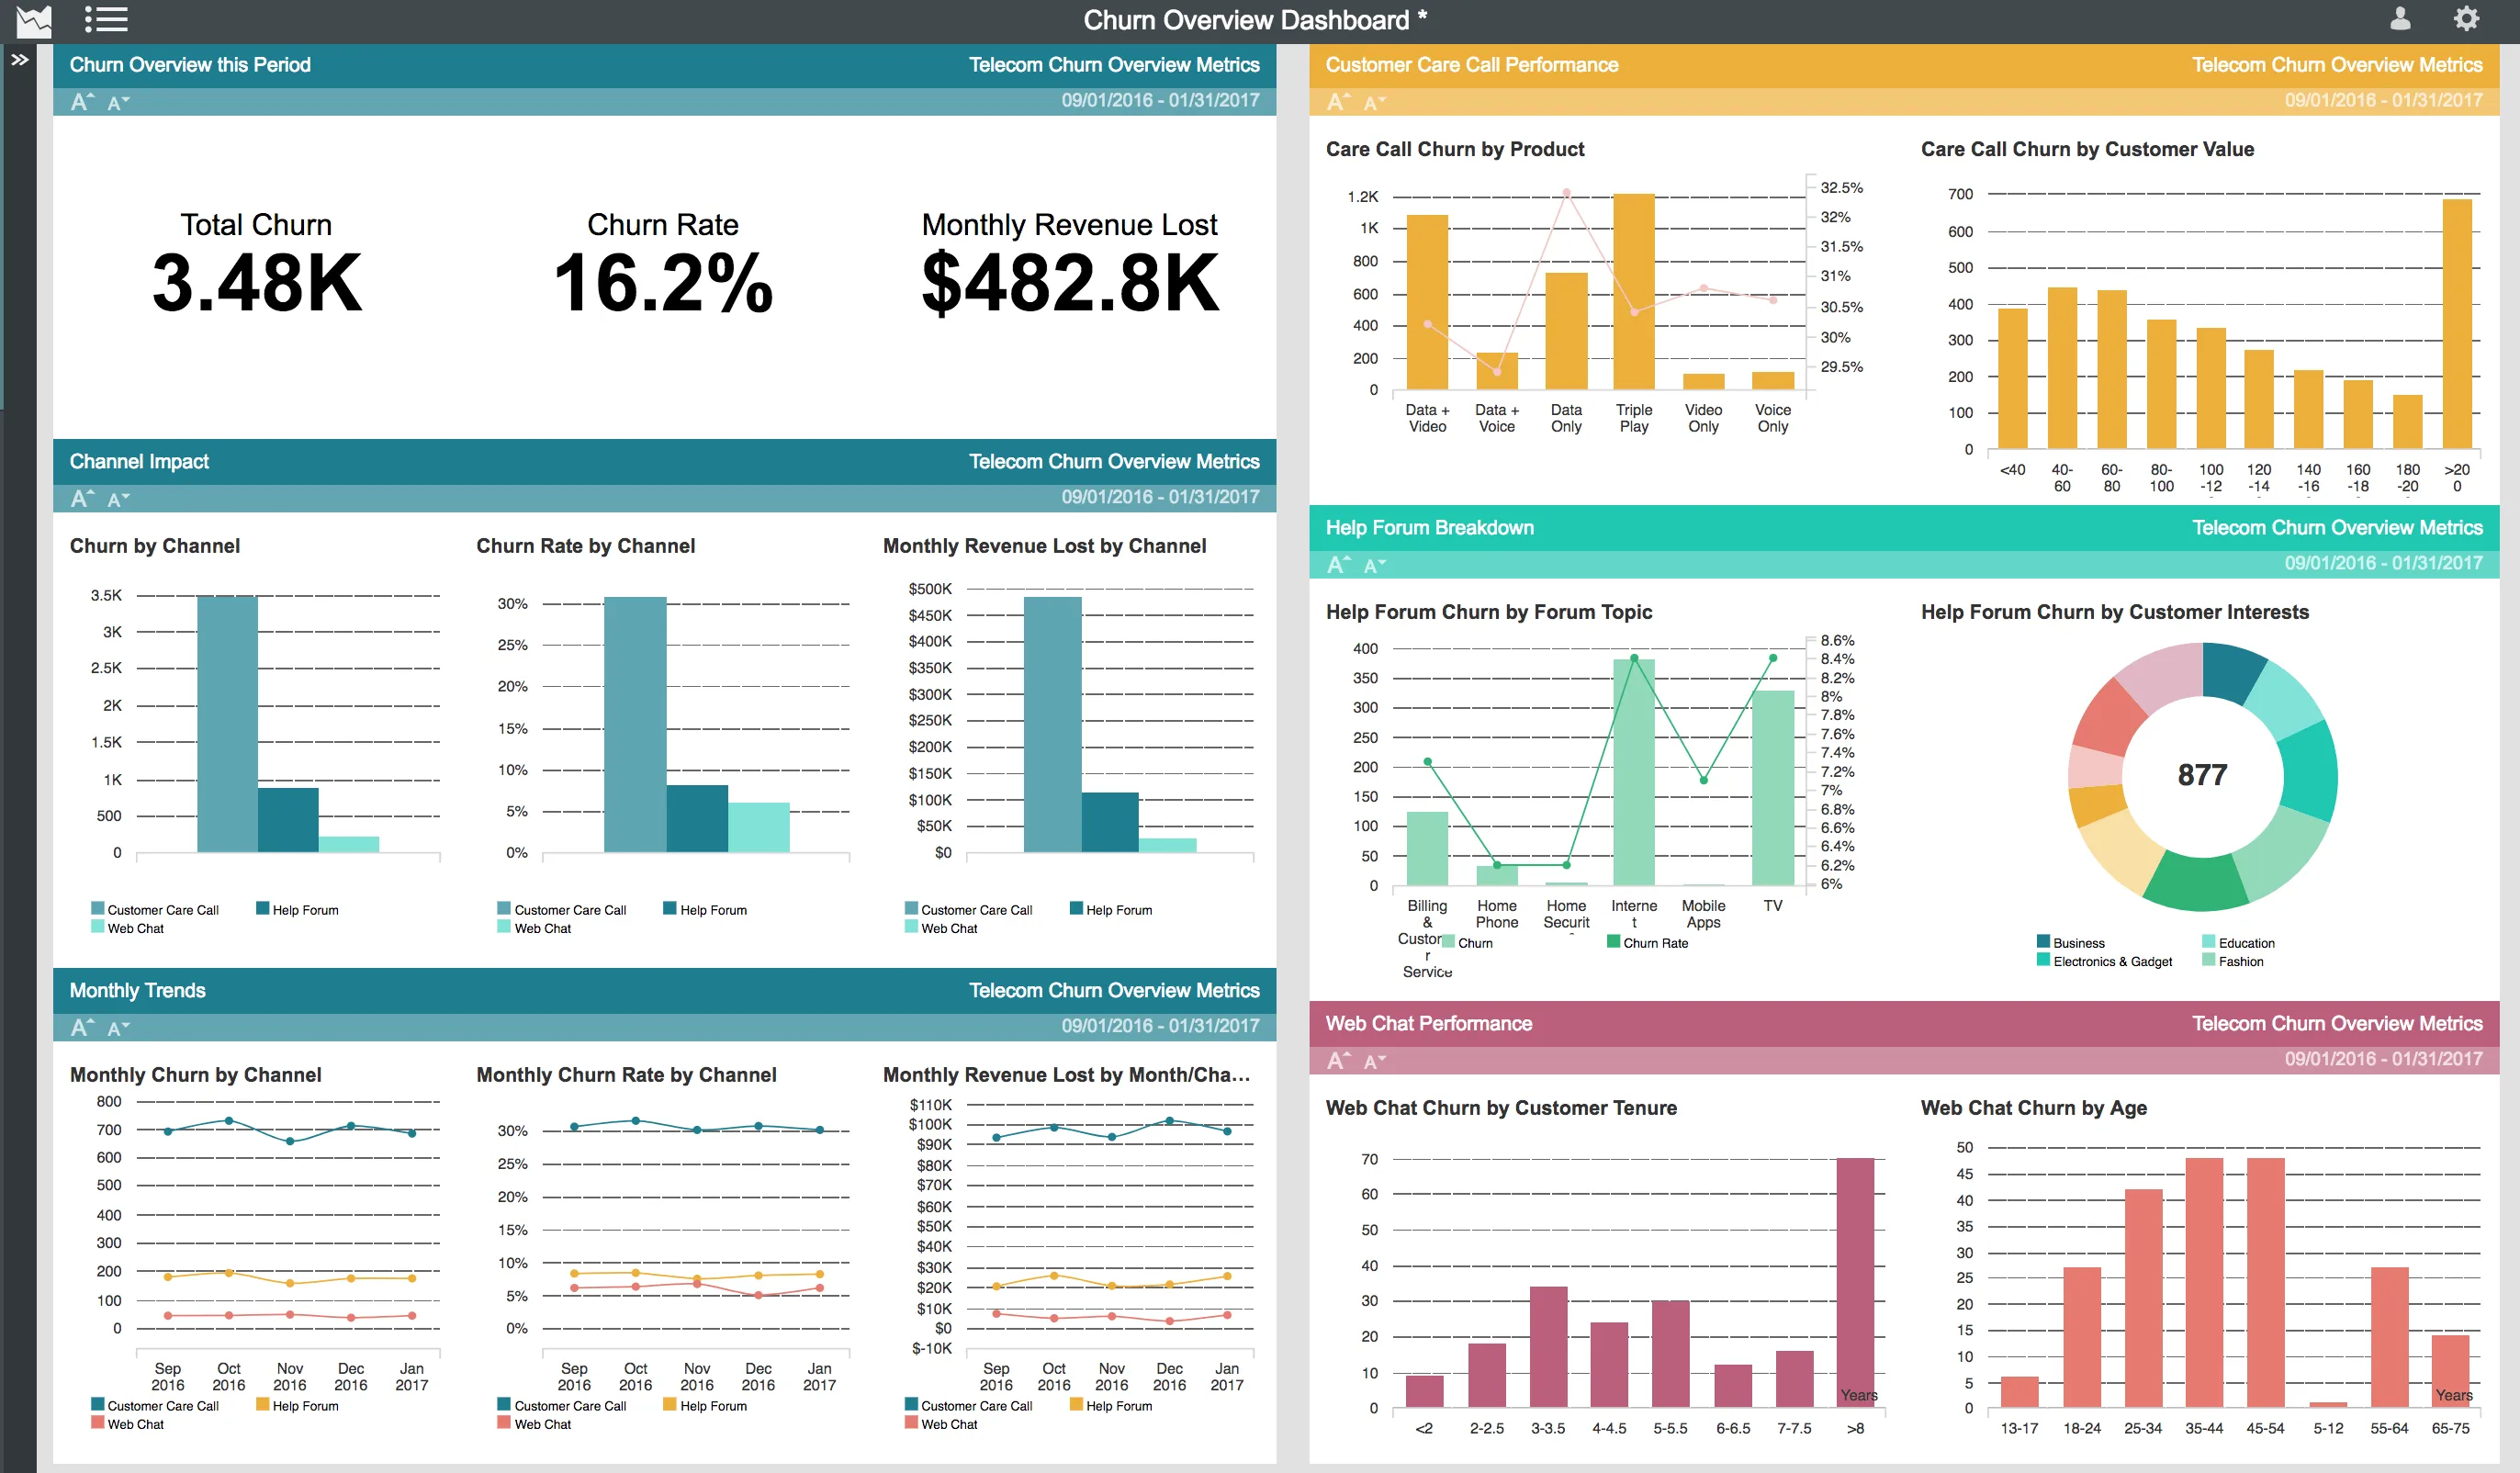 Churn Overview Dashboard *
»
Churn Overview this Period
Telecom Churn Overview Metrics
A A
09/01/2016 - 01/31/2017
Total Churn
3.48K
Churn Rate
16.2%
Monthly Revenue Lost
$482.8K
Channel Impact
Telecom Churn Overview Metrics
A A
09/01/2016 - 01/31/2017
Churn by Channel
3.5K
3K
2.5K
2K
1.5K
1K
500
0
Customer Care Call
Help Forum
Web Chat
Churn Rate by Channel
30%
25%
20%
15%
10%
5%
0%
Customer Care Call
Help Forum
Web Chat
Monthly Revenue Lost by Channel
$500K
$450K
$400K
$350K
$300K
$250K
$200K
$150K
$100K
$50K
$0
Customer Care Call
Help Forum
Web Chat
Monthly Trends
Telecom Churn Overview Metrics
A A
09/01/2016 - 01/31/2017
Monthly Churn by Channel
800
700
600
500
400
300
200
100
0
Sep Oct Nov Dec Jan
2016 2016 2016 2016 2017
Customer Care Call
Help Forum
Web Chat
Monthly Churn Rate by Channel
30%
25%
20%
15%
10%
5%
0%
Sep Oct Nov Dec Jan
2016 2016 2016 2016 2017
Customer Care Call
Help Forum
Web Chat
Monthly Revenue Lost by Month/Cha...
$110K
$100K
$90K
$80K
$70K
$60K
$50K
$40K
$30K
$20K
$10K
$0
$-10K
Sep Oct Nov Dec Jan
2016 2016 2016 2016 2017
Customer Care Call
Help Forum
Web Chat
Customer Care Call Performance
Telecom Churn Overview Metrics
A A
09/01/2016 - 01/31/2017
Care Call Churn by Product
1.2K
1K
800
600
400
200
0
32.5%
32%
31.5%
31%
30.5%
30%
29.5%
Data + Data + Data Triple Video Voice
Video Voice Only Play Only Only
Care Call Churn by Customer Value
700
600
500
400
300
200
100
0
<40 40- 60- 80- 100 120 140 160 180 >20
60 80 100 -12 -14 -16 -18 -20 0
Help Forum Breakdown
Telecom Churn Overview Metrics
A A
09/01/2016 - 01/31/2017
Help Forum Churn by Forum Topic
400
350
300
250
200
150
100
50
0
8.6%
8.4%
8.2%
8%
7.8%
7.6%
7.4%
7.2%
7%
6.8%
6.6%
6.4%
6.2%
6%
Billing Home Home Interne Mobile TV
& Phone Securit t Apps
Custor
r
Service
Churn
Churn Rate
Help Forum Churn by Customer Interests
877
Business
Education
Electronics & Gadget
Fashion
Web Chat Performance
Telecom Churn Overview Metrics
A A
09/01/2016 - 01/31/2017
Web Chat Churn by Customer Tenure
70
60
50
40
30
20
10
0
Years
<2 2-2.5 3-3.5 4-4.5 5-5.5 6-6.5 7-7.5 >8
Web Chat Churn by Age
50
45
40
35
30
25
20
15
10
5
0
Years
13-17 18-24 25-34 35-44 45-54 5-12 55-64 65-75